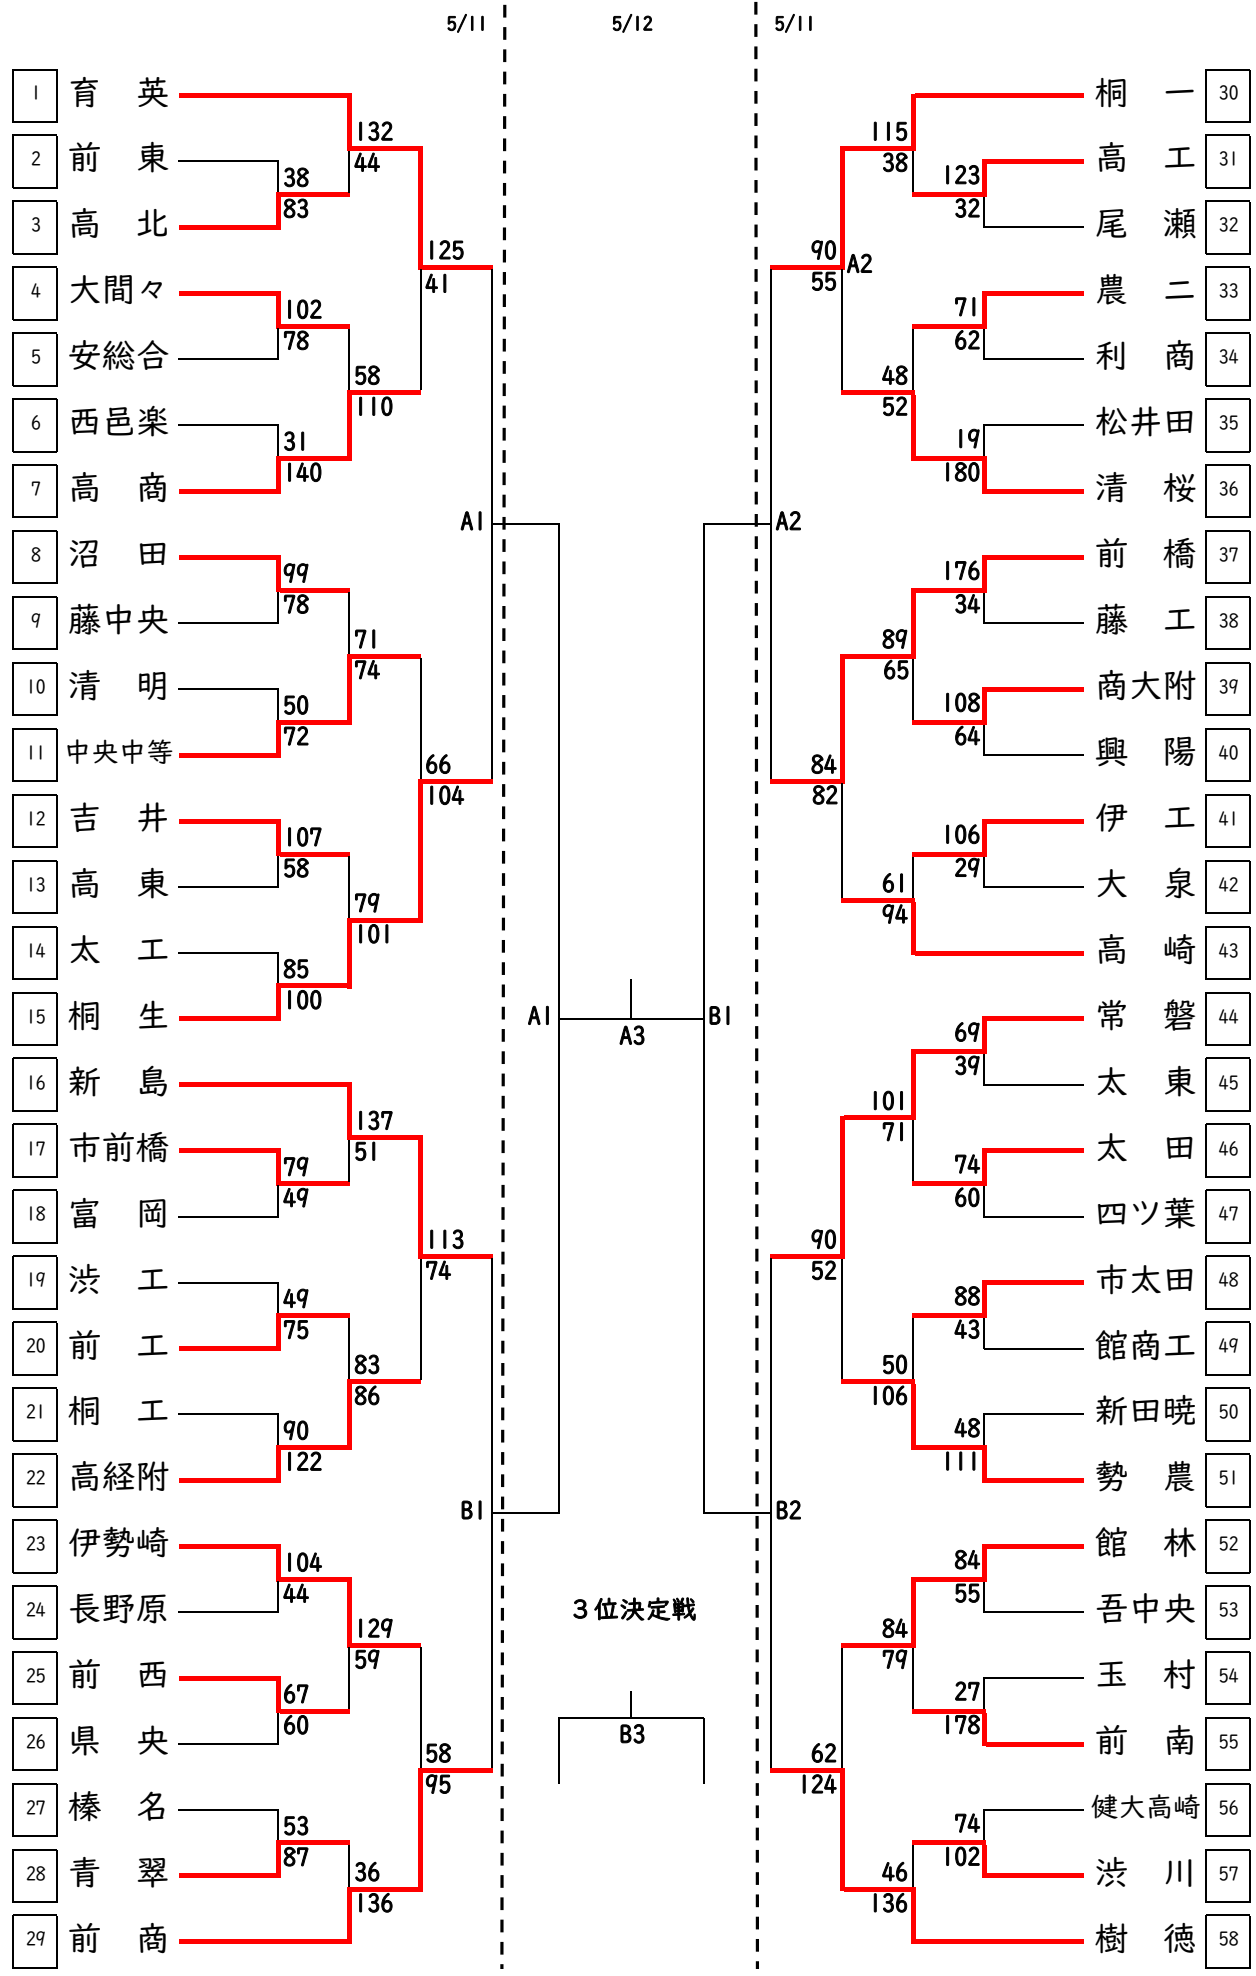 5/11
5/12
5/11
1 育 英
2 前 東
3 高 北
4 大間々
5 安総合
6 西邑楽
7 高 商
8 沼 田
9 藤中央
10 清 明
11 中央中等
12 吉 井
13 高 東
14 太 工
15 桐 生
16 新 島
17 市前橋
18 富 岡
19 渋 工
20 前 工
21 桐 工
22 高経附
23 伊勢崎
24 長野原
25 前 西
26 県 央
27 榛 名
28 青 翠
29 前 商
38
83
102
78
31
140
99
78
50
72
107
58
85
100
79
49
49
75
90
122
104
44
67
60
53
87
132
44
58
110
71
74
79
101
137
51
83
86
129
59
36
136
125
41
66
104
113
74
58
95
A1
B1
A1
A3
B1
3位決定戦
B3
A2
B2
90
55
A2
84
82
90
52
62
124
115
38
48
52
89
65
61
94
101
71
50
106
84
79
46
136
123
32
71
62
19
180
176
34
108
64
106
29
69
39
74
60
88
43
48
111
84
55
27
178
74
102
桐 一 30
高 工 31
尾 瀬 32
農 二 33
利 商 34
松井田 35
清 桜 36
前 橋 37
藤 工 38
商大附 39
興 陽 40
伊 工 41
大 泉 42
高 崎 43
常 磐 44
太 東 45
太 田 46
四ツ葉 47
市太田 48
館商工 49
新田暁 50
勢 農 51
館 林 52
吾中央 53
玉 村 54
前 南 55
健大高崎 56
渋 川 57
樹 徳 58